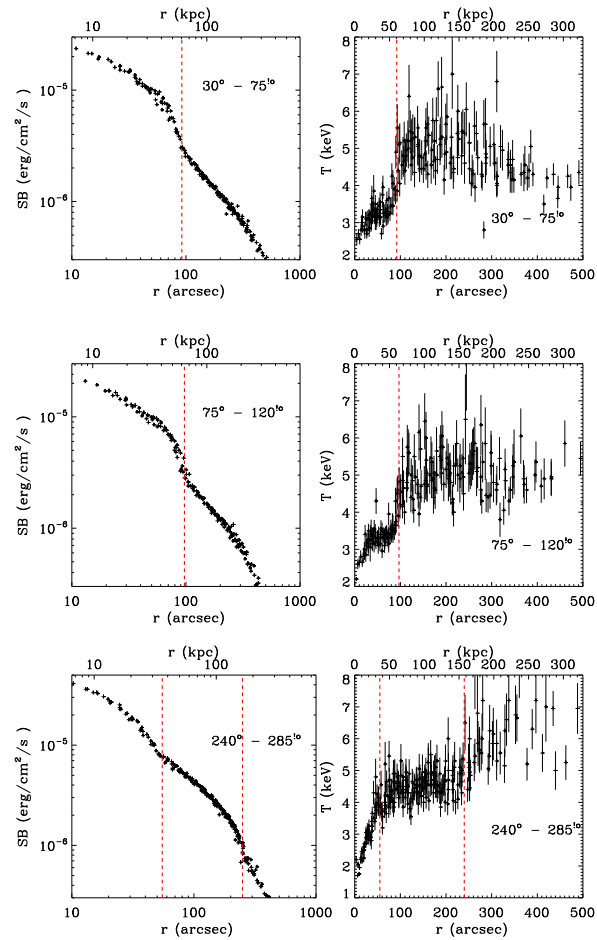 r (kpc)
10 100
SB (erg/cm²/s)
10⁻⁵
10⁻⁶
30° – 75!o
10 100 1000
r (arcsec)
r (kpc)
0 50 100 150 200 250 300
T (keV)
8
7
6
5
4
3
2
30° – 75!o
0 100 200 300 400 500
r (arcsec)
r (kpc)
10 100
SB (erg/cm²/s)
10⁻⁵
10⁻⁶
75° – 120!o
10 100 1000
r (arcsec)
r (kpc)
0 50 100 150 200 250 300
T (keV)
8
7
6
5
4
3
2
75° – 120!o
0 100 200 300 400 500
r (arcsec)
r (kpc)
10 100
SB (erg/cm²/s)
10⁻⁵
10⁻⁶
240° – 285!o
10 100 1000
r (arcsec)
r (kpc)
0 50 100 150 200 250 300
T (keV)
8
7
6
5
4
3
2
1
240° – 285!o
0 100 200 300 400 500
r (arcsec)